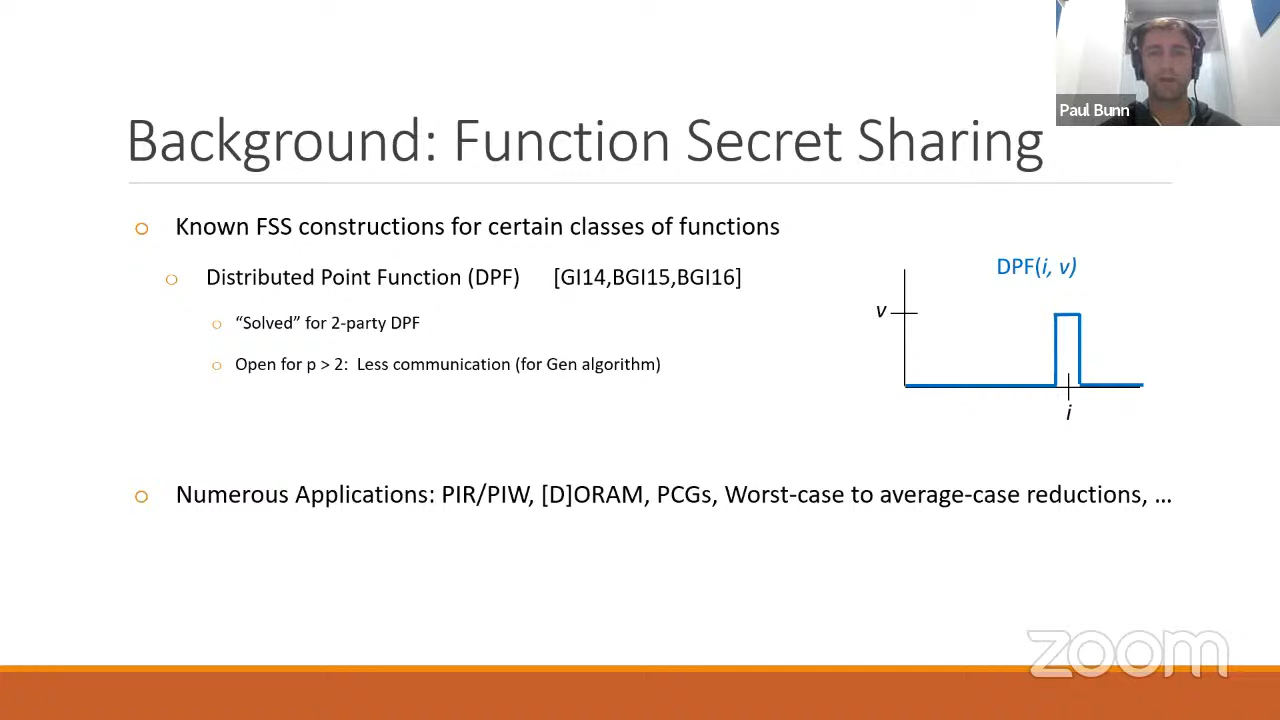 Paul Bunn
Background: Function Secret Sharing
o Known FSS constructions for certain classes of functions
o Distributed Point Function (DPF) [GI14,BGI15,BGI16]
o “Solved” for 2-party DPF
o Open for p > 2: Less communication (for Gen algorithm)
DPF(i, v)
v
i
o Numerous Applications: PIR/PIW, [D]ORAM, PCGs, Worst-case to average-case reductions, …
zoom